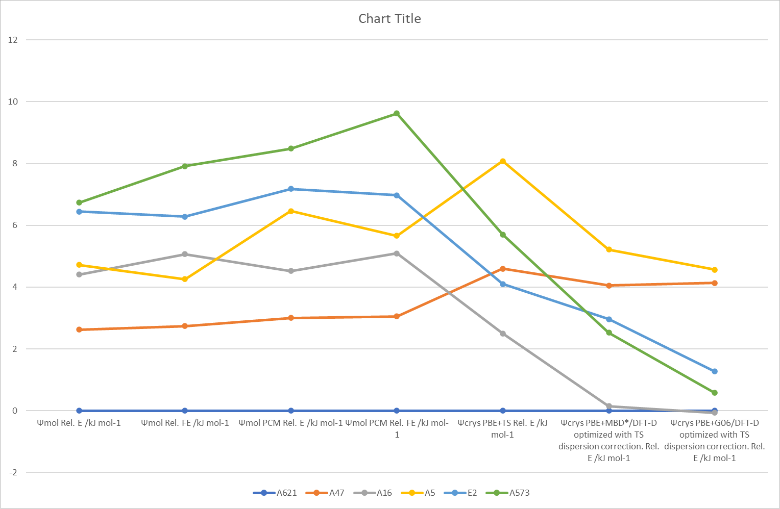 Chart Title
12
10
8
6
4
2
0
2
Ψmol Rel. E /kJ mol-1
Ψmol Rel. FE /kJ mol-1
Ψmol PCM Rel. E /kJ mol-1
Ψmol PCM Rel. FE /kJ mol-
1
Ψcrys PBE+TS Rel. E /kJ
mol-1
Ψcrys PBE+MBD*/DFT-D
optimized with TS
dispersion correction. Rel.
E /kJ mol-1
Ψcrys PBE+G06/DFT-D
optimized with TS
dispersion correction. Rel.
E /kJ mol-1
A621 A47 A16 A5 E2 A573